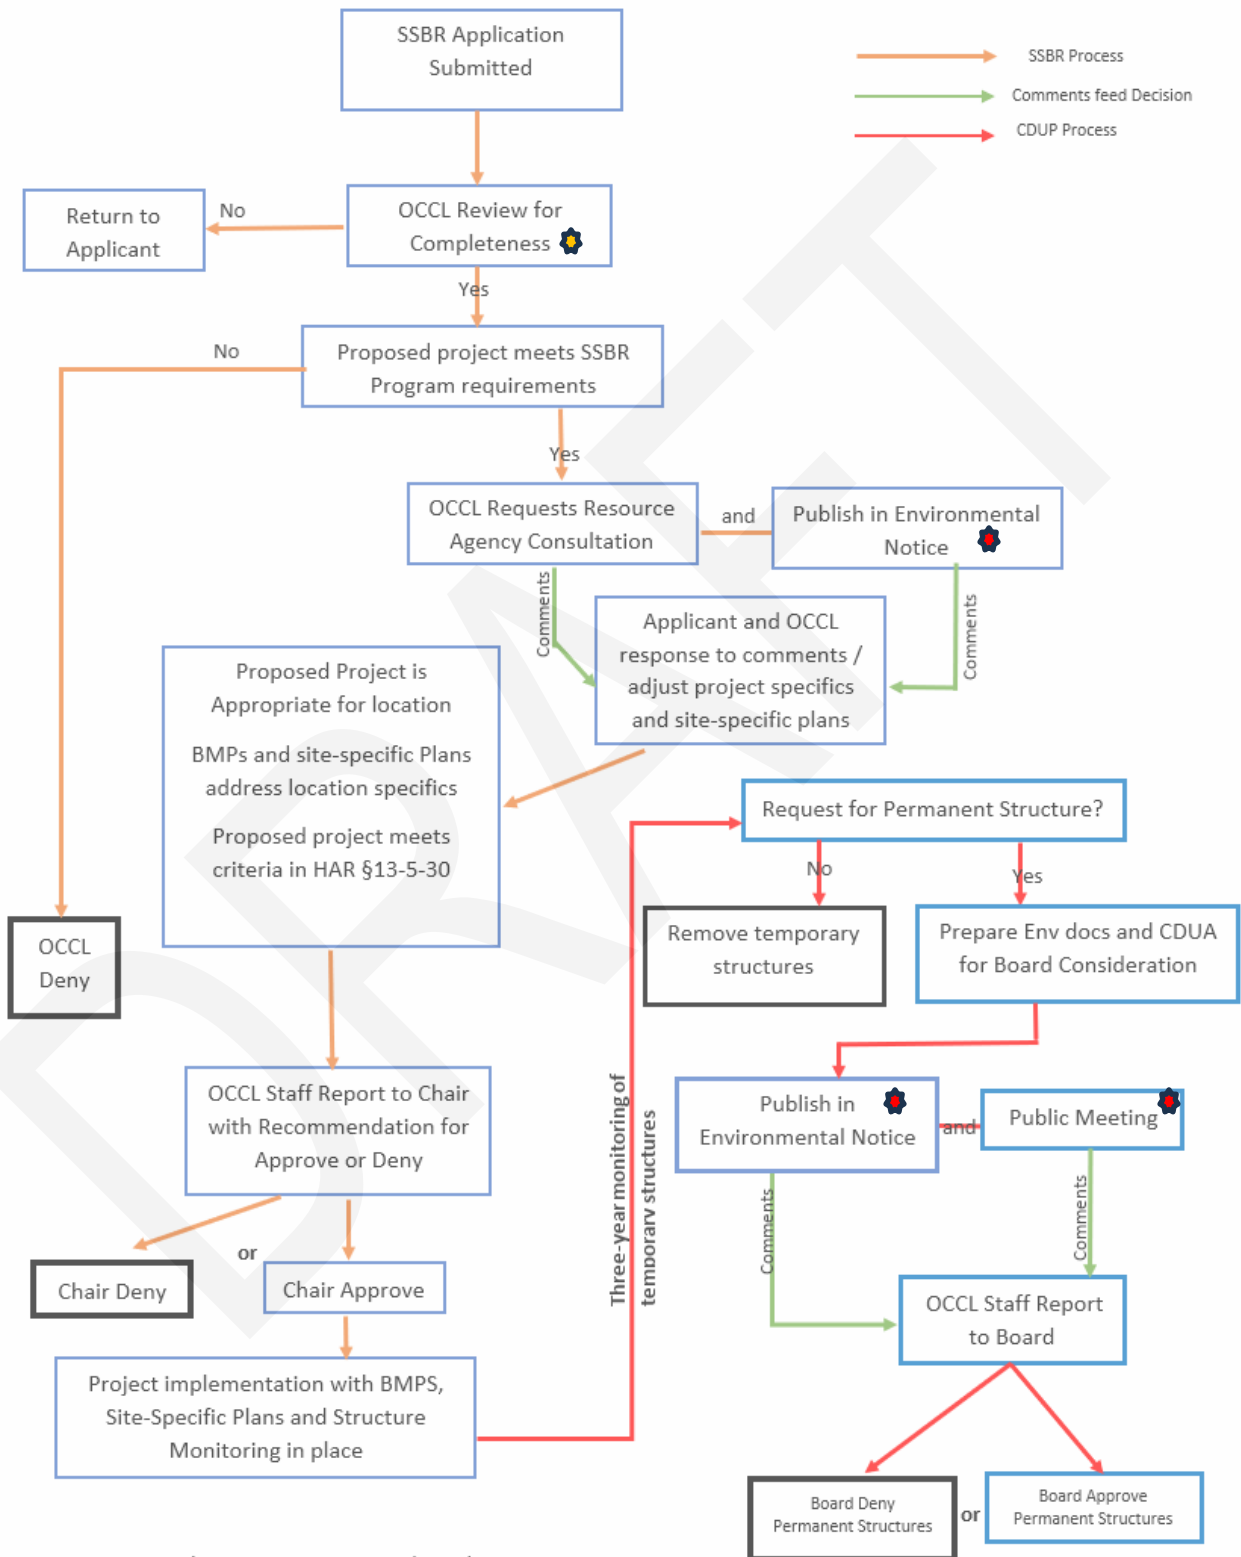 SSBR Application
Submitted
SSBR Process
Comments feed Decision
CDUP Process
Return to
Applicant
No
OCCL Review for
Completeness
Yes
No
Proposed project meets SSBR
Program requirements
Yes
OCCL Requests Resource
Agency Consultation
and
Publish in Environmental
Notice
Comments
Applicant and OCCL
response to comments /
adjust project specifics
and site-specific plans
Comments
Proposed Project is
Appropriate for location
BMPs and site-specific Plans
address location specifics
Proposed project meets
criteria in HAR §13-5-30
Request for Permanent Structure?
No
Yes
OCCL
Deny
Remove temporary
structures
Prepare Env docs and CDUA
for Board Consideration
OCCL Staff Report to Chair
with Recommendation for
Approve or Deny
Three-year monitoring of
temporary structures
Publish in
Environmental Notice
and
Public Meeting
Comments
Comments
or
Chair Deny
Chair Approve
OCCL Staff Report
to Board
Project implementation with BMPS,
Site-Specific Plans and Structure
Monitoring in place
Board Deny
Permanent Structures
or
Board Approve
Permanent Structures
DRAFT